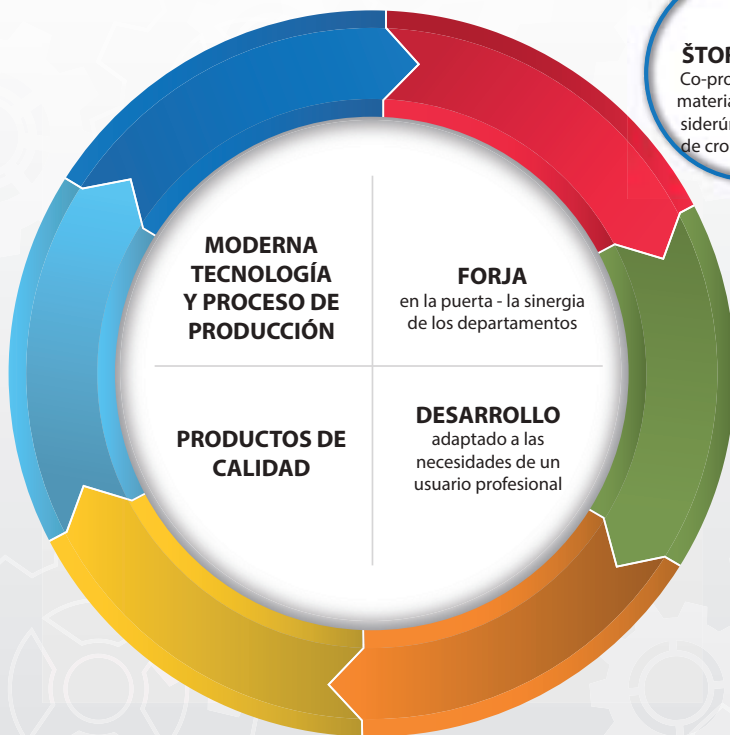 MODERNA
TECNOLOGÍA
Y PROCESO DE
PRODUCCIÓN
FORJA
en la puerta - la sinergia
de los departamentos
PRODUCTOS DE
CALIDAD
DESARROLLO
adaptado a las
necesidades de un
usuario profesional
de